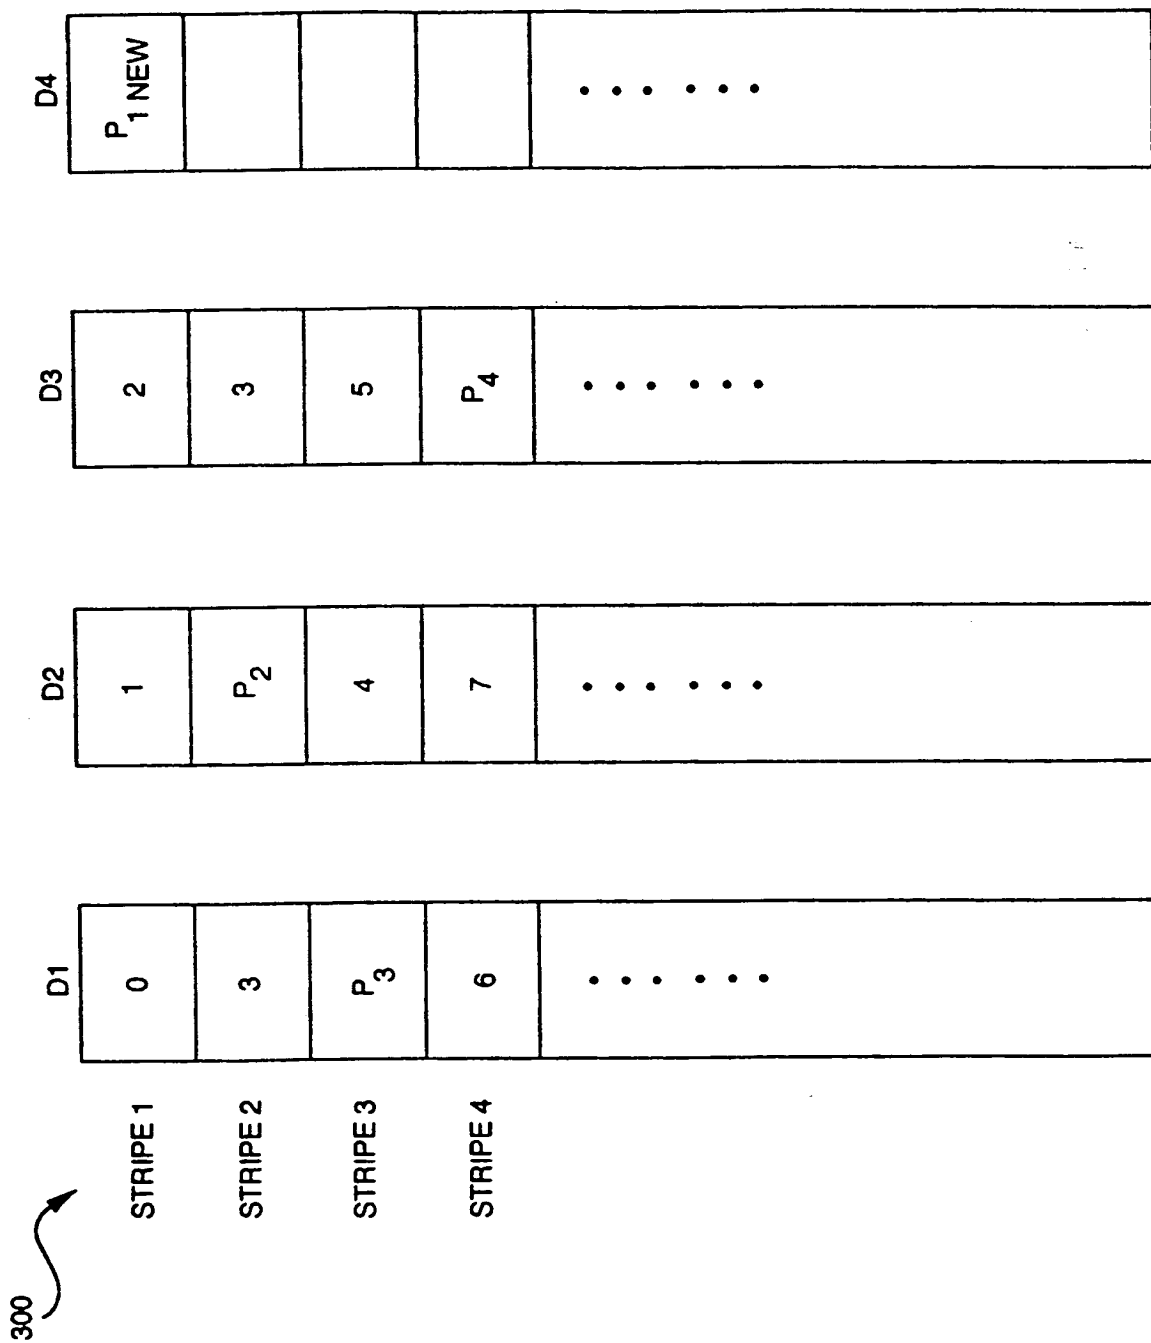 300
D1 D2 D3 D4
STRIPE 1 0 1 2 P₁ NEW
STRIPE 2 3 P₂ 3
STRIPE 3 P₃ 4 5
STRIPE 4 6 7 P₄